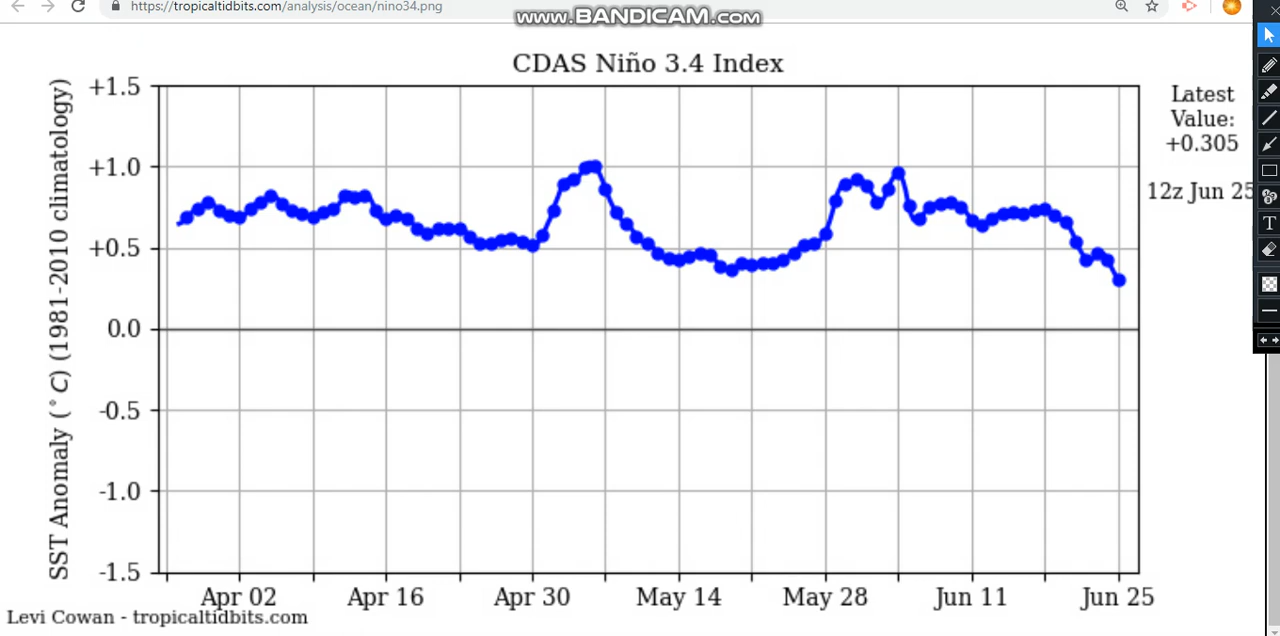 https://tropicaltidbits.com/analysis/ocean/nino34.png
www.BANDICAM.com
CDAS Niño 3.4 Index
SST Anomaly (°C) (1981-2010 climatology)
+1.5
+1.0
+0.5
0.0
-0.5
-1.0
-1.5
Latest
Value:
+0.305
12z Jun 25
Apr 02 Apr 16 Apr 30 May 14 May 28 Jun 11 Jun 25
Levi Cowan - tropicaltidbits.com
T